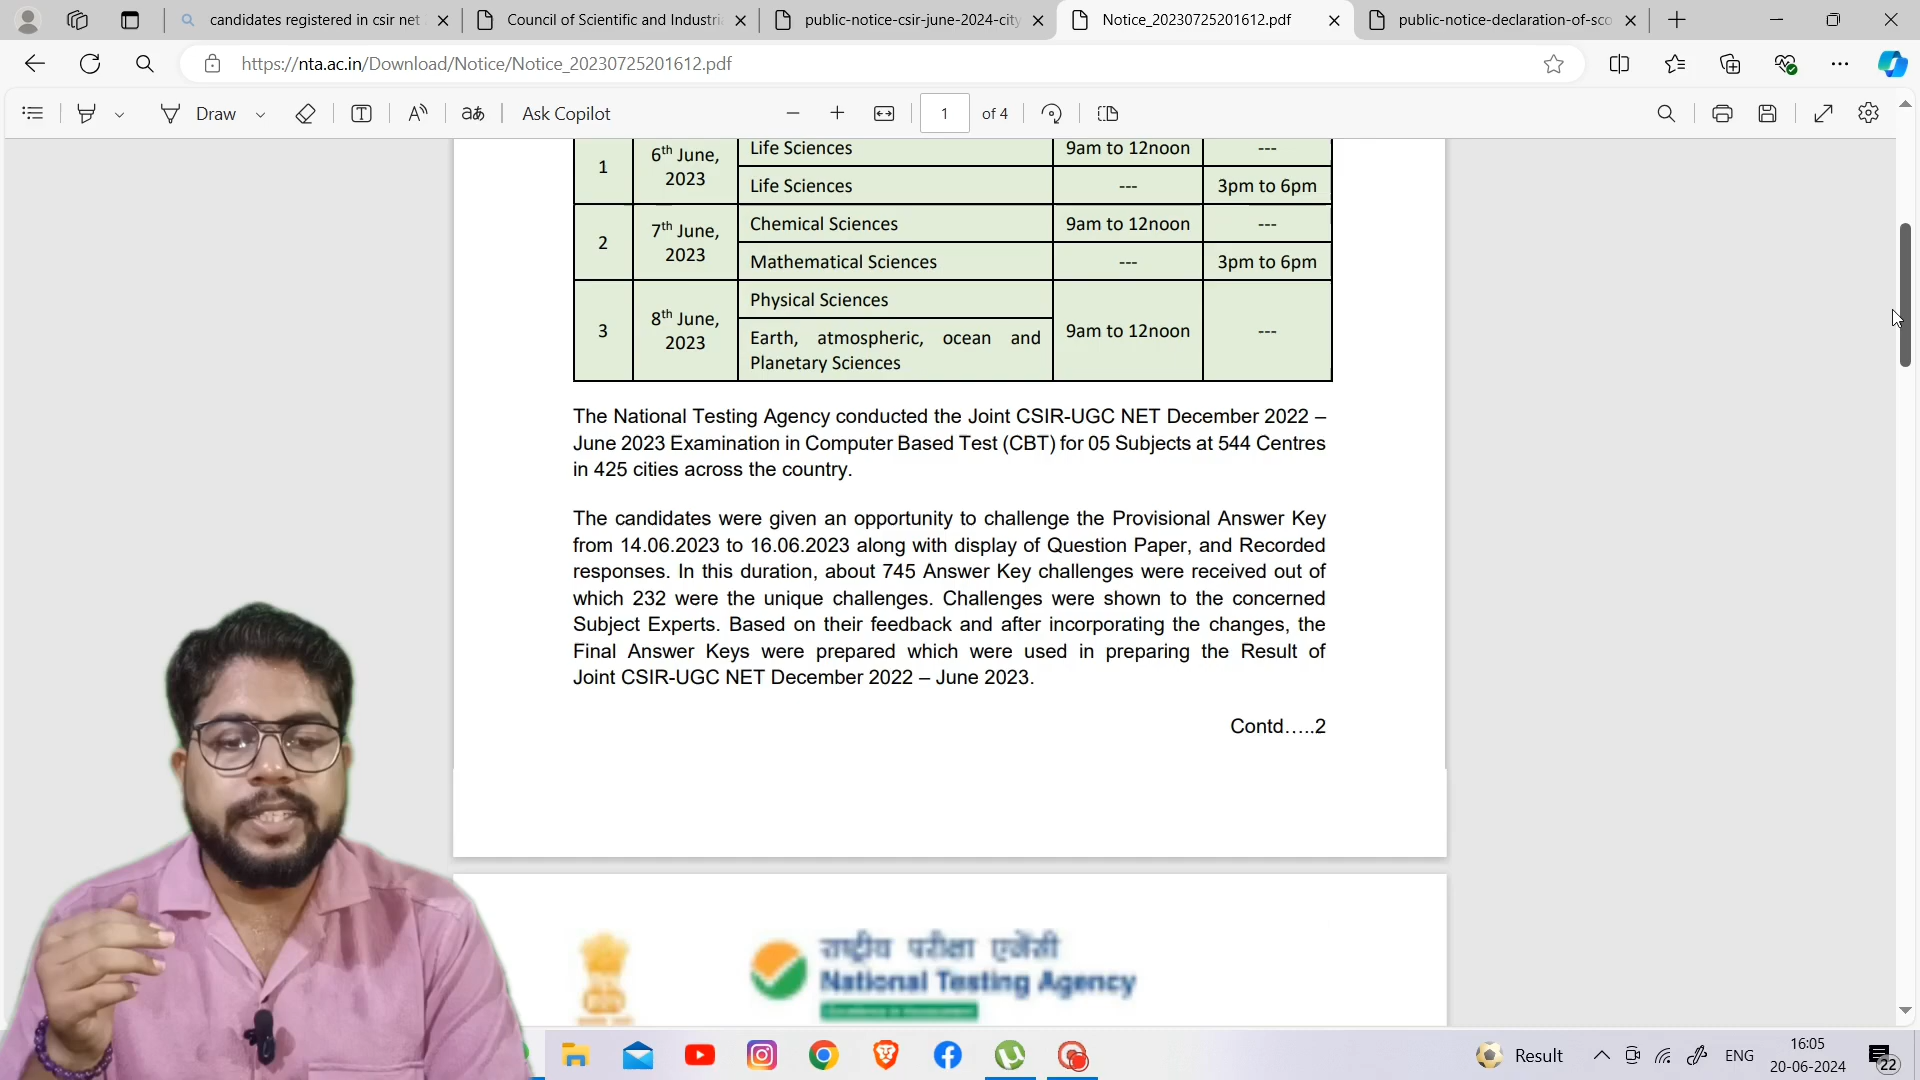 candidates registered in csir net
Council of Scientific and Industri
public-notice-csir-june-2024-city
Notice_20230725201612.pdf
public-notice-declaration-of-sco
https://nta.ac.in/Download/Notice/Notice_20230725201612.pdf
Draw
Ask Copilot
1
of 4
1
6th June,
2023
Life Sciences
9am to 12noon
---
Life Sciences
---
3pm to 6pm
2
7th June,
2023
Chemical Sciences
9am to 12noon
---
Mathematical Sciences
---
3pm to 6pm
3
8th June,
2023
Physical Sciences
Earth, atmospheric, ocean and
Planetary Sciences
9am to 12noon
---
The National Testing Agency conducted the Joint CSIR-UGC NET December 2022 –
June 2023 Examination in Computer Based Test (CBT) for 05 Subjects at 544 Centres
in 425 cities across the country.
The candidates were given an opportunity to challenge the Provisional Answer Key
from 14.06.2023 to 16.06.2023 along with display of Question Paper, and Recorded
responses. In this duration, about 745 Answer Key challenges were received out of
which 232 were the unique challenges. Challenges were shown to the concerned
Subject Experts. Based on their feedback and after incorporating the changes, the
Final Answer Keys were prepared which were used in preparing the Result of
Joint CSIR-UGC NET December 2022 – June 2023.
Contd…..2
राष्ट्रीय परीक्षा एजेंसी
National Testing Agency
Result
ENG
16:05
20-06-2024
22